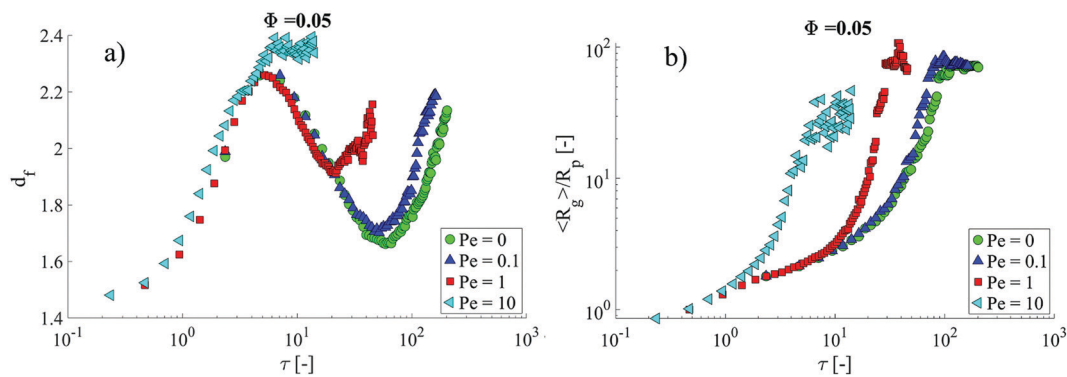 Φ =0.05
a)
2.4
2.2
2
1.8
1.6
1.4
d_f
10^-1
10^0
10^1
10^2
10^3
τ [-]
Pe = 0
Pe = 0.1
Pe = 1
Pe = 10
Φ =0.05
b)
10^2
10^1
10^0
<R_g>/R_p [-]
10^-1
10^0
10^1
10^2
10^3
τ [-]
Pe = 0
Pe = 0.1
Pe = 1
Pe = 10